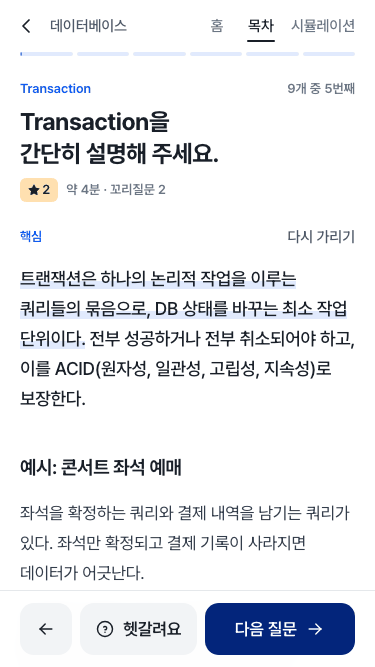 데이터베이스
홈 목차 시뮬레이션
Transaction
9개 중 5번째
Transaction을
간단히 설명해 주세요.
★ 2 약 4분 · 꼬리질문 2
핵심
다시 가리기
트랜잭션은 하나의 논리적 작업을 이루는
쿼리들의 묶음으로, DB 상태를 바꾸는 최소 작업
단위이다. 전부 성공하거나 전부 취소되어야 하고,
이를 ACID(원자성, 일관성, 고립성, 지속성)로
보장한다.
예시: 콘서트 좌석 예매
좌석을 확정하는 쿼리와 결제 내역을 남기는 쿼리가
있다. 좌석만 확정되고 결제 기록이 사라지면
데이터가 어긋난다.
헷갈려요
다음 질문 →